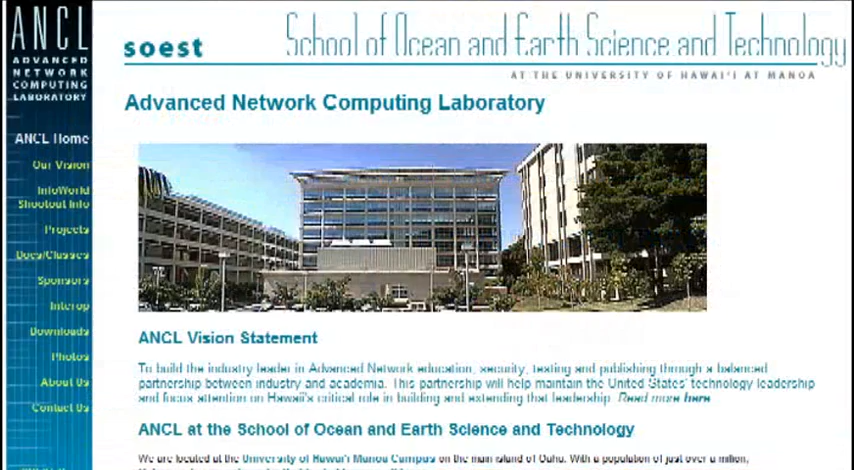 ANCL
ADVANCED
NETWORK
COMPUTING
LABORATORY
soest
School of Ocean and Earth Science and Technology
AT THE UNIVERSITY OF HAWAI'I AT MANOA
Advanced Network Computing Laboratory
ANCL Home
Our Vision
InfoWorld
Shootout Info
Projects
Docs/Classes
Sponsors
Interop
Downloads
Photos
About Us
Contact Us
ANCL Vision Statement
To build the industry leader in Advanced Network education, security, testing and publishing through a balanced
partnership between industry and academia. This partnership will help maintain the United States' technology leadership
and focus attention on Hawaii's critical role in building and extending that leadership. Read more here
ANCL at the School of Ocean and Earth Science and Technology
We are located at the University of Hawai'i Manoa Campus on the main island of Oahu. With a population of just over a million,